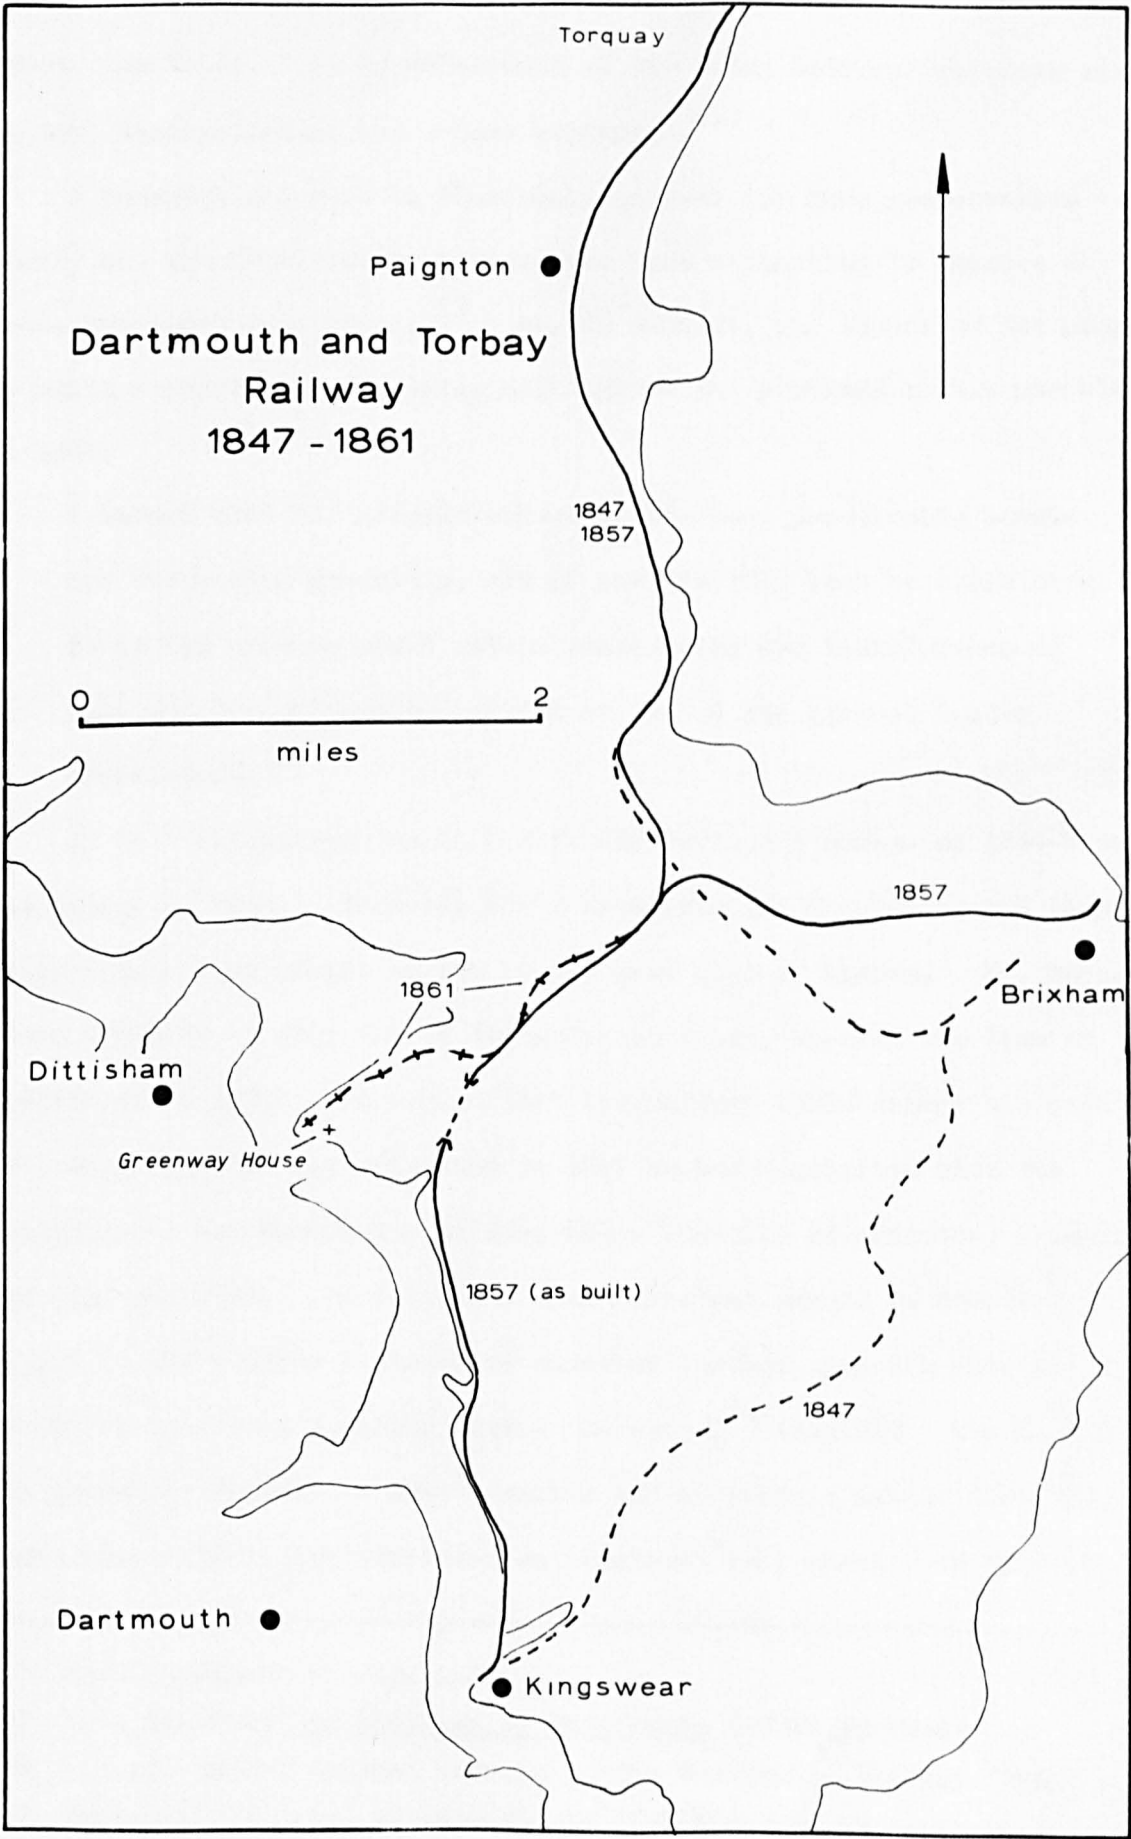 Torquay
Paignton
Dartmouth and Torbay
Railway
1847 - 1861
1847
1857
0 2
miles
1857
1861
Brixham
Dittisham
Greenway House
1857 (as built)
1847
Dartmouth
Kingswear